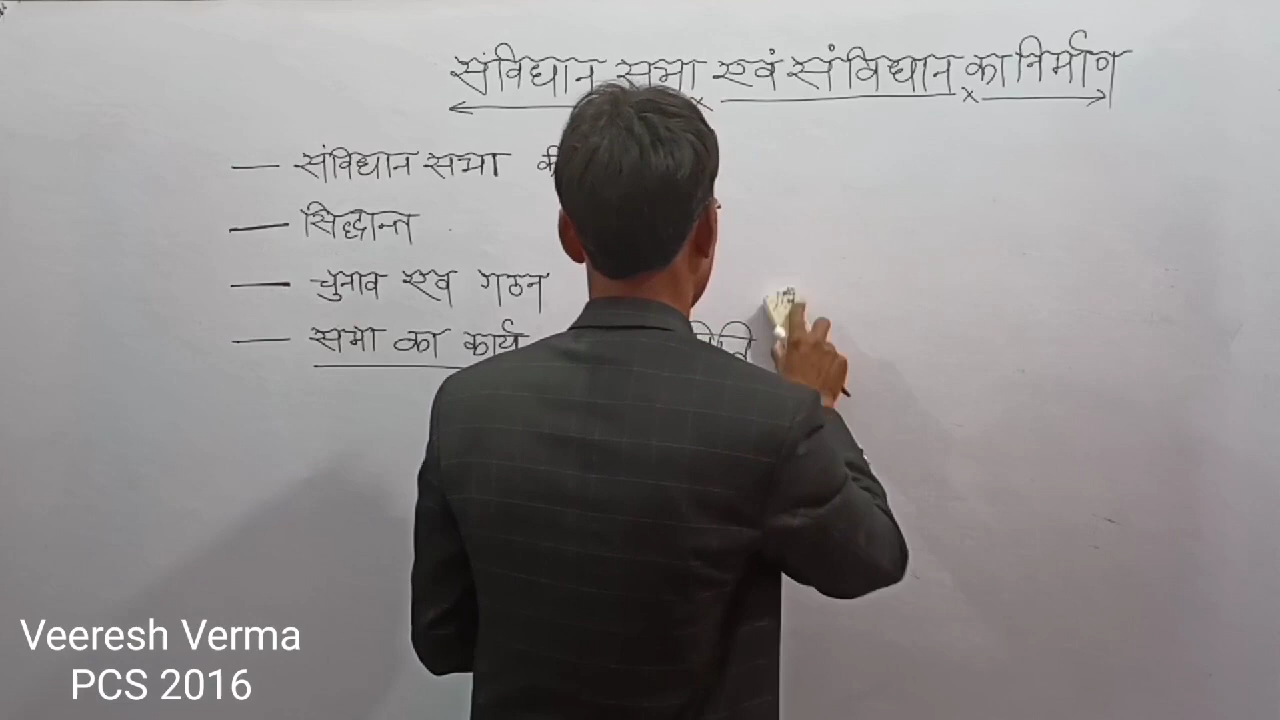 संविधान सभा एवं संविधान का निर्माण
— संविधान सभा की
— सिद्धान्त
— चुनाव एव गठन
— सभा का कार्य
Veeresh Verma
PCS 2016